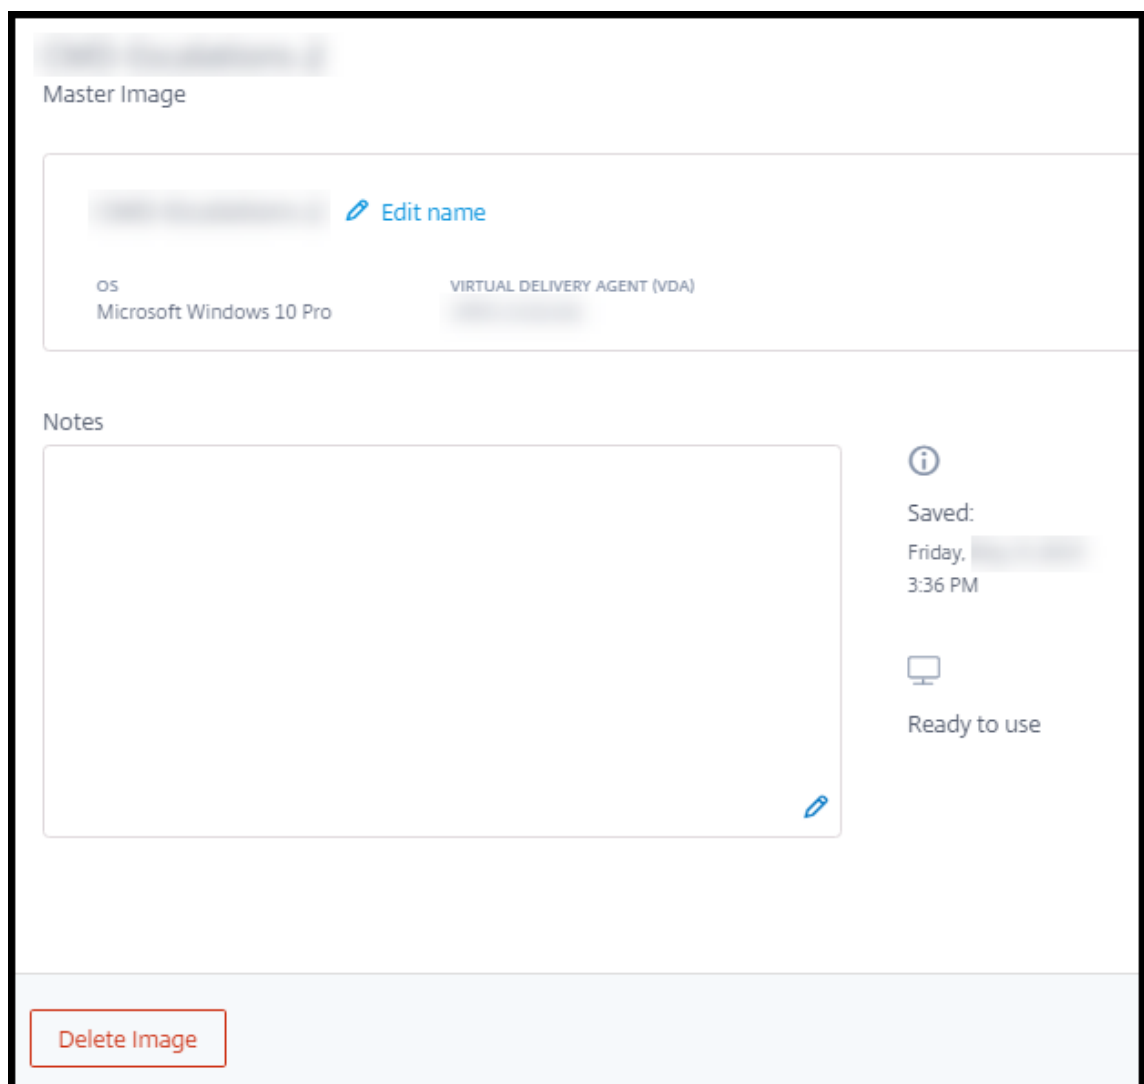 Master Image
Edit name
OS
Microsoft Windows 10 Pro
VIRTUAL DELIVERY AGENT (VDA)
Notes
Saved:
Friday,
3:36 PM
Ready to use
Delete Image